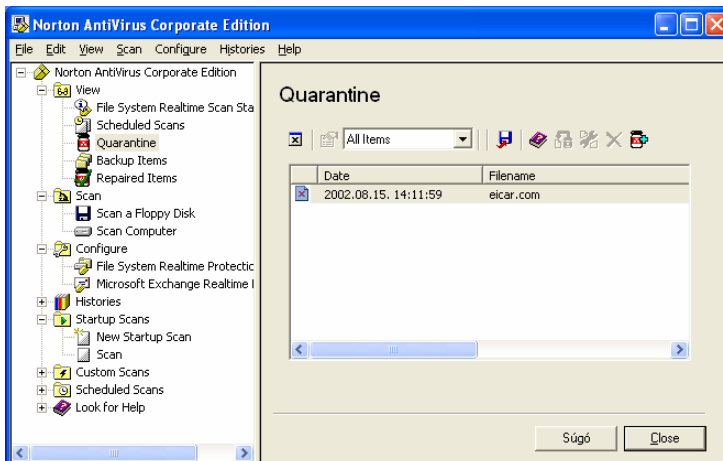 Norton AntiVirus Corporate Edition
File Edit View Scan Configure Histories Help
Norton AntiVirus Corporate Edition
View
File System Realtime Scan Sta
Scheduled Scans
Quarantine
Backup Items
Repaired Items
Scan
Scan a Floppy Disk
Scan Computer
Configure
File System Realtime Protectic
Microsoft Exchange Realtime I
Histories
Startup Scans
New Startup Scan
Scan
Custom Scans
Scheduled Scans
Look for Help
Quarantine
All Items
Date Filename
2002.08.15. 14:11:59 eicar.com
Súgó Close